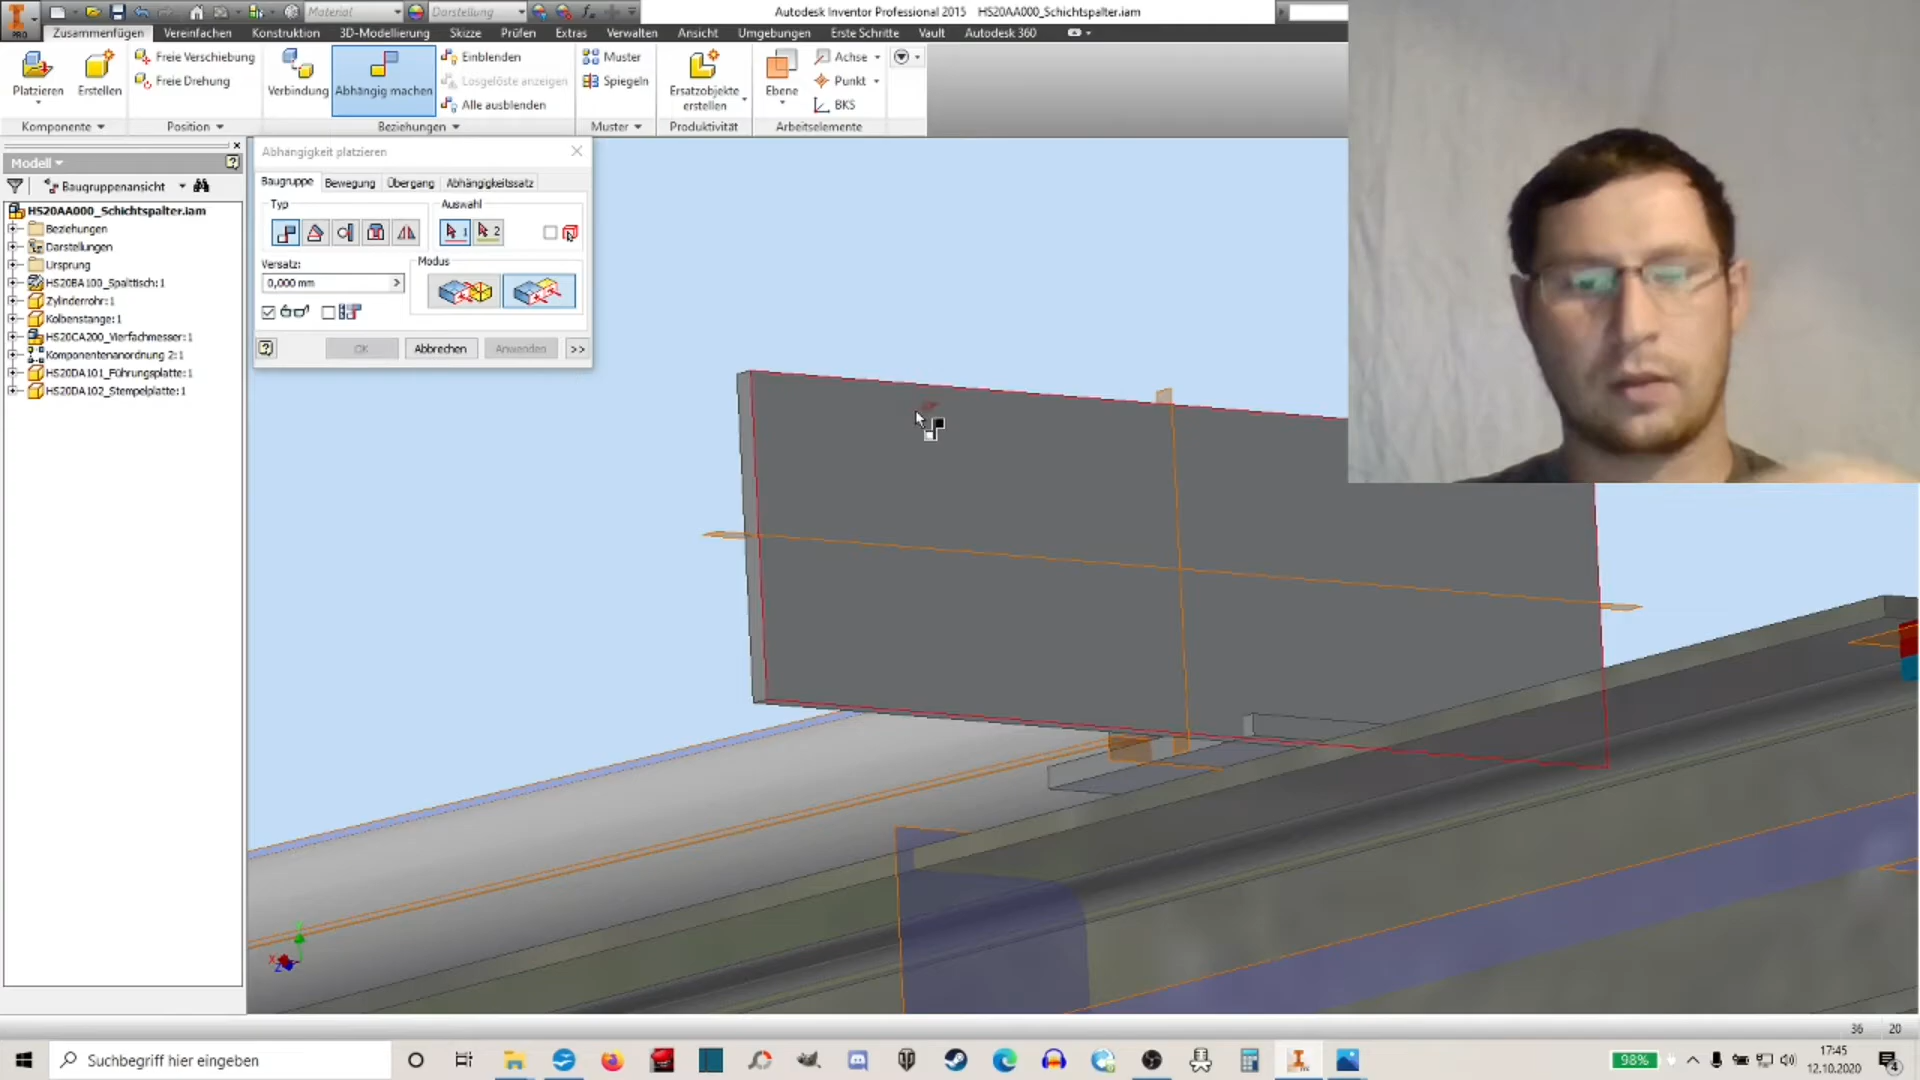 Material
Darstellung
Autodesk Inventor Professional 2015 HS20AA000_Schichtspalter.iam
PRO
Zusammenfügen Vereinfachen Konstruktion 3D-Modellierung Skizze Prüfen Extras Verwalten Ansicht Umgebungen Erste Schritte Vault Autodesk 360
Platzieren
Erstellen
Freie Verschiebung
Freie Drehung
Verbindung
Abhängig machen
Einblenden
Losgelöste anzeigen
Alle ausblenden
Muster
Spiegeln
Ersatzobjekte
erstellen
Ebene
Achse
Punkt
BKS
Komponente
Position
Beziehungen
Muster
Produktivität
Arbeitselemente
Modell
Baugruppenansicht
HS20AA000_Schichtspalter.iam
Beziehungen
Darstellungen
Ursprung
HS20BA100_Spalttisch:1
Zylinderrohr:1
Kolbenstange:1
HS20CA200_Vierfachmesser:1
Komponentenanordnung 2:1
HS20DA101_Führungsplatte:1
HS20DA102_Stempelplatte:1
Abhängigkeit platzieren
Baugruppe Bewegung Übergang Abhängigkeitssatz
Typ
Auswahl
1
2
Versatz:
0,000 mm
Modus
OK
Abbrechen
Anwenden
>>
36 20
Suchbegriff hier eingeben
98%
17:45
12.10.2020
4